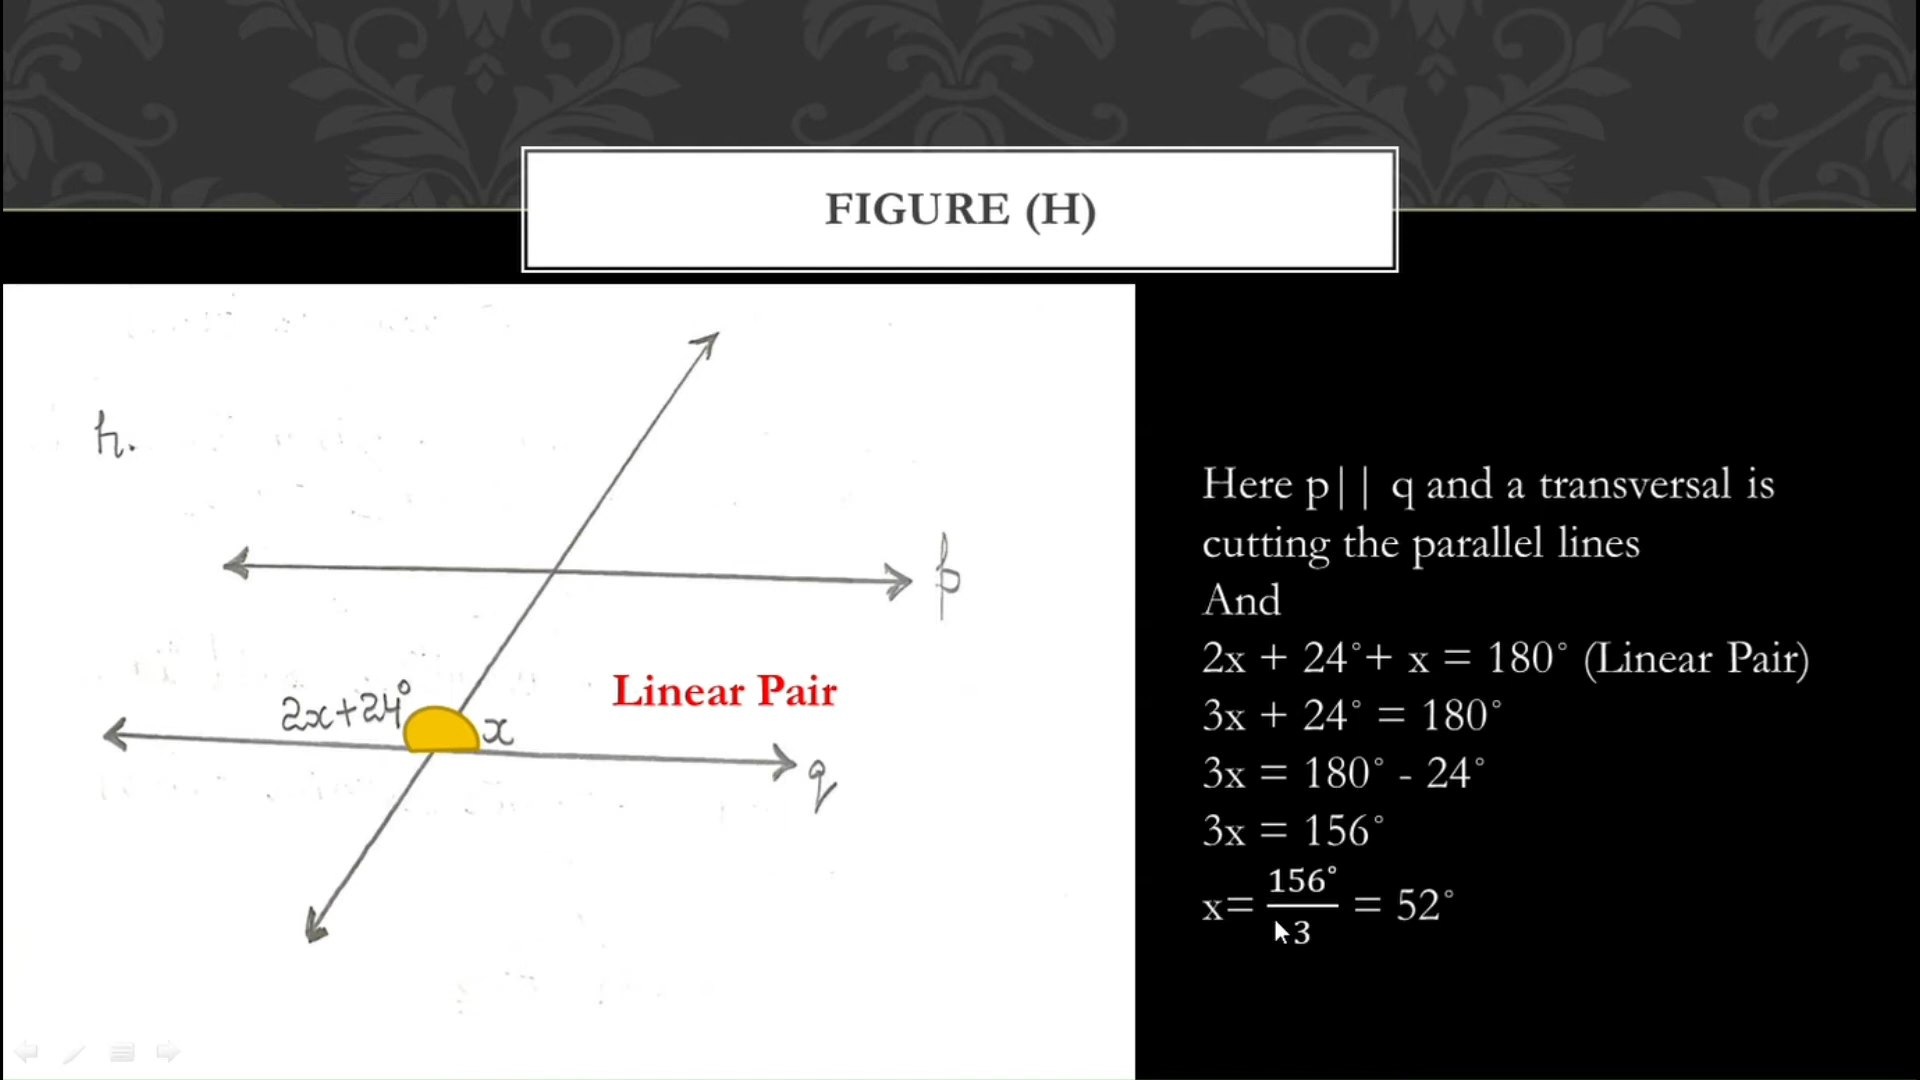 FIGURE (H)
h.
p
2x+24°
x
Linear Pair
q
Here p|| q and a transversal is
cutting the parallel lines
And
2x + 24°+ x = 180° (Linear Pair)
3x + 24° = 180°
3x = 180° - 24°
3x = 156°
x= 156°/3 = 52°